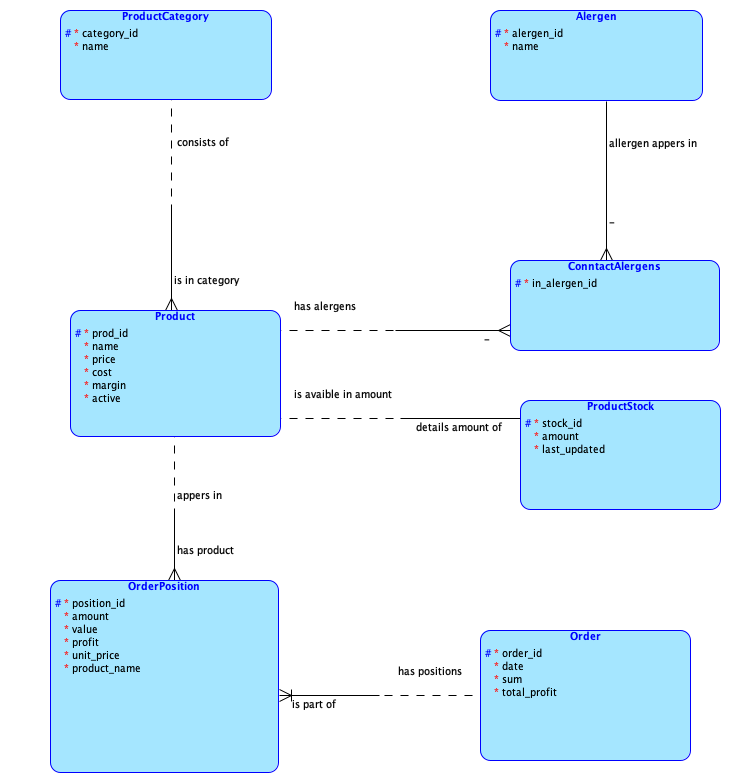 ProductCategory
# * category_id
* name
Alergen
# * alergen_id
* name
consists of
allergen appers in
–
is in category
ConntactAlergens
# * in_alergen_id
has alergens
–
Product
# * prod_id
* name
* price
* cost
* margin
* active
is avaible in amount
details amount of
ProductStock
# * stock_id
* amount
* last_updated
appers in
has product
OrderPosition
# * position_id
* amount
* value
* profit
* unit_price
* product_name
has positions
is part of
Order
# * order_id
* date
* sum
* total_profit